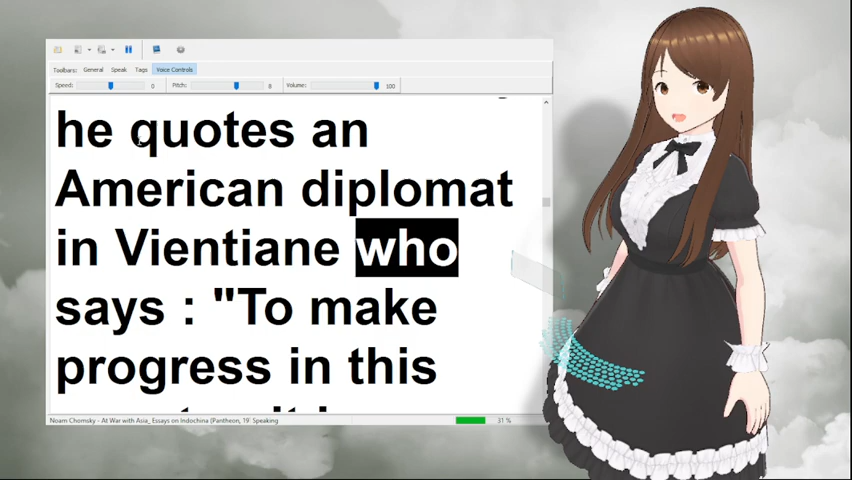 Toolbars: General Speak Tags Voice Controls
Speed: 0 Pitch: 8 Volume: 100
he quotes an
American diplomat
in Vientiane who
says : "To make
progress in this
Noam Chomsky - At War with Asia_ Essays on Indochina (Pantheon, 19 Speaking 31 %